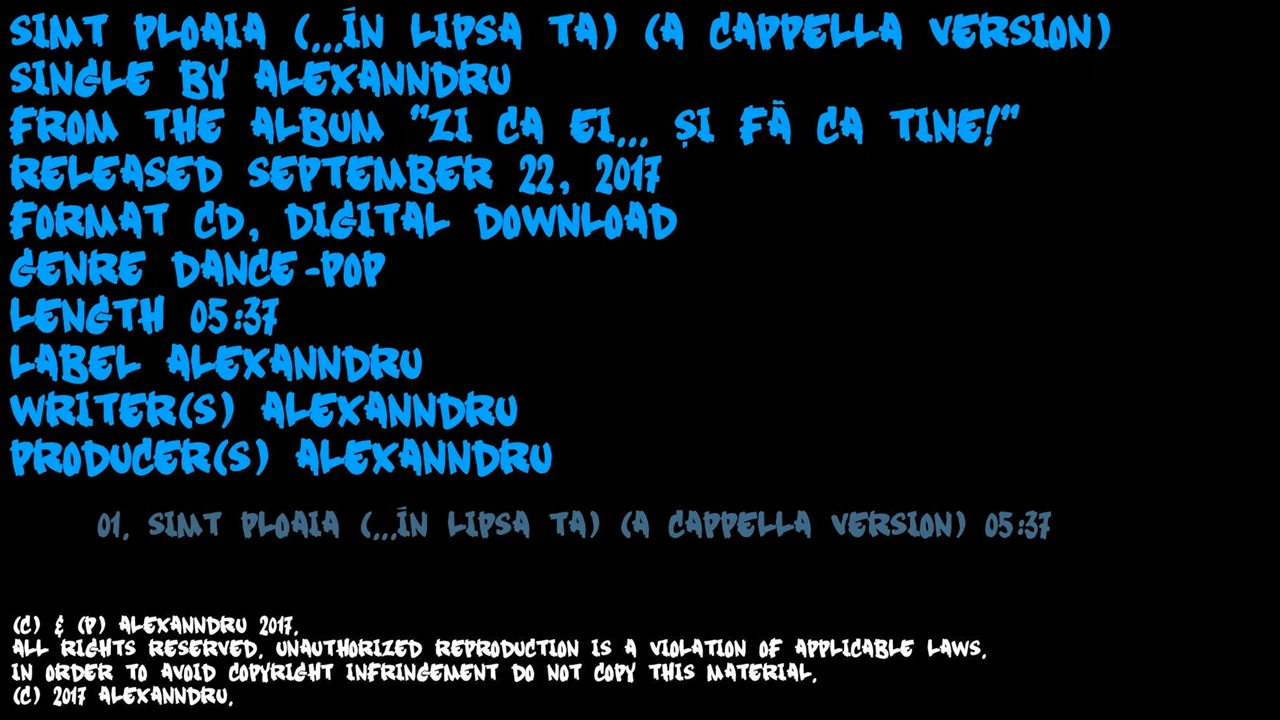 SIMT PLOAIA (...ÎN LIPSA TA) (A CAPPELLA VERSION)
SINGLE BY ALEXANNDRU
FROM THE ALBUM "ZI CA EI... ȘI FĂ CA TINE!"
RELEASED SEPTEMBER 22, 2017
FORMAT CD, DIGITAL DOWNLOAD
GENRE DANCE-POP
LENGTH 05:37
LABEL ALEXANNDRU
WRITER(S) ALEXANNDRU
PRODUCER(S) ALEXANNDRU
01. SIMT PLOAIA (...ÎN LIPSA TA) (A CAPPELLA VERSION) 05:37
(C) & (P) ALEXANNDRU 2017.
ALL RIGHTS RESERVED. UNAUTHORIZED REPRODUCTION IS A VIOLATION OF APPLICABLE LAWS.
IN ORDER TO AVOID COPYRIGHT INFRINGEMENT DO NOT COPY THIS MATERIAL.
(C) 2017 ALEXANNDRU.